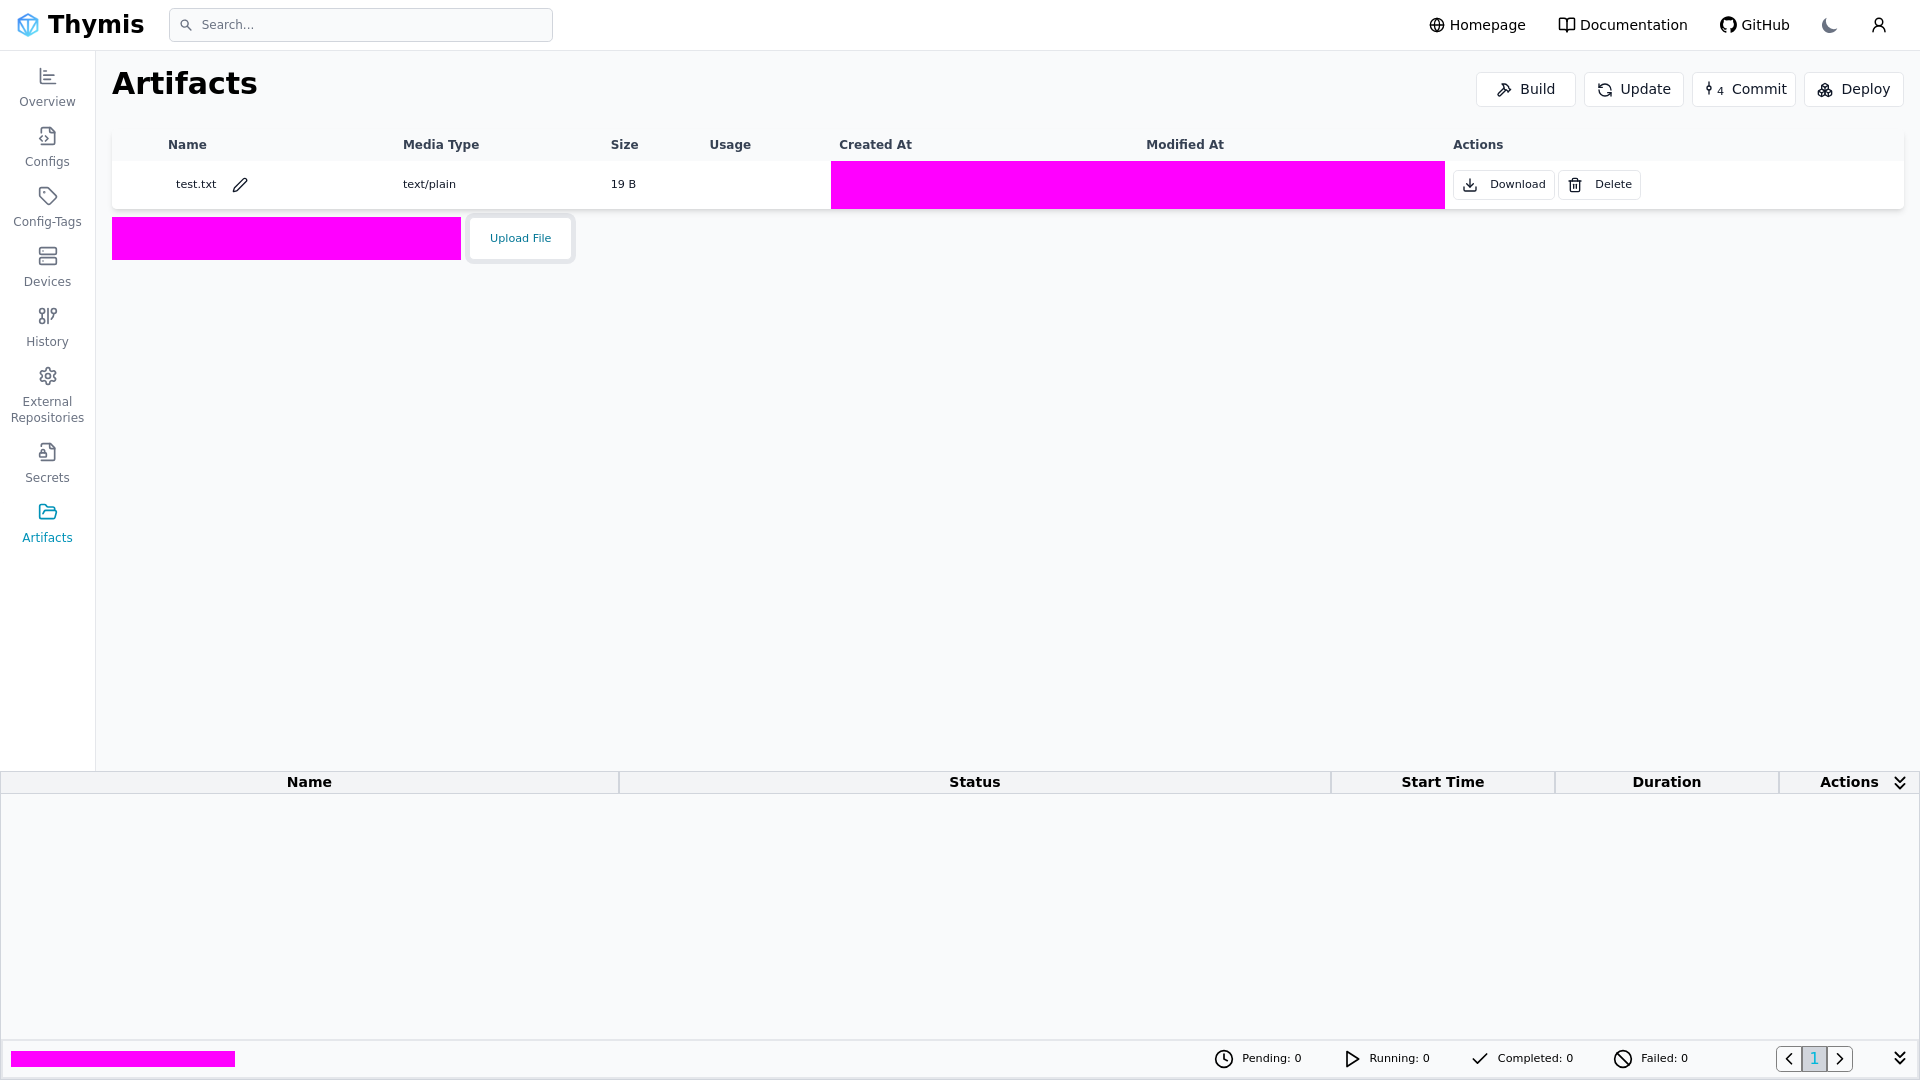 Thymis
Search...
Homepage
Documentation
GitHub
Overview
Configs
Config-Tags
Devices
History
External
Repositories
Secrets
Artifacts
Artifacts
Build
Update
4 Commit
Deploy
Name Media Type Size Usage Created At Modified At Actions
test.txt text/plain 19 B Download Delete
Upload File
Name Status Start Time Duration Actions
Pending: 0 Running: 0 Completed: 0 Failed: 0 1